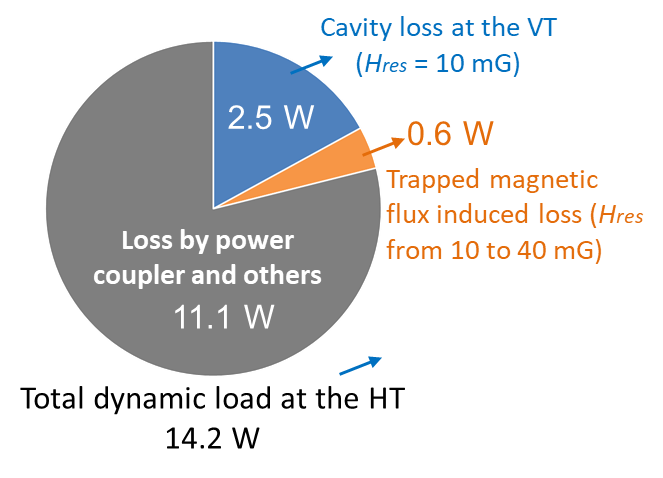 Cavity loss at the VT
(Hres = 10 mG)
2.5 W
0.6 W
Trapped magnetic
flux induced loss (Hres
from 10 to 40 mG)
Loss by power
coupler and others
11.1 W
Total dynamic load at the HT
14.2 W